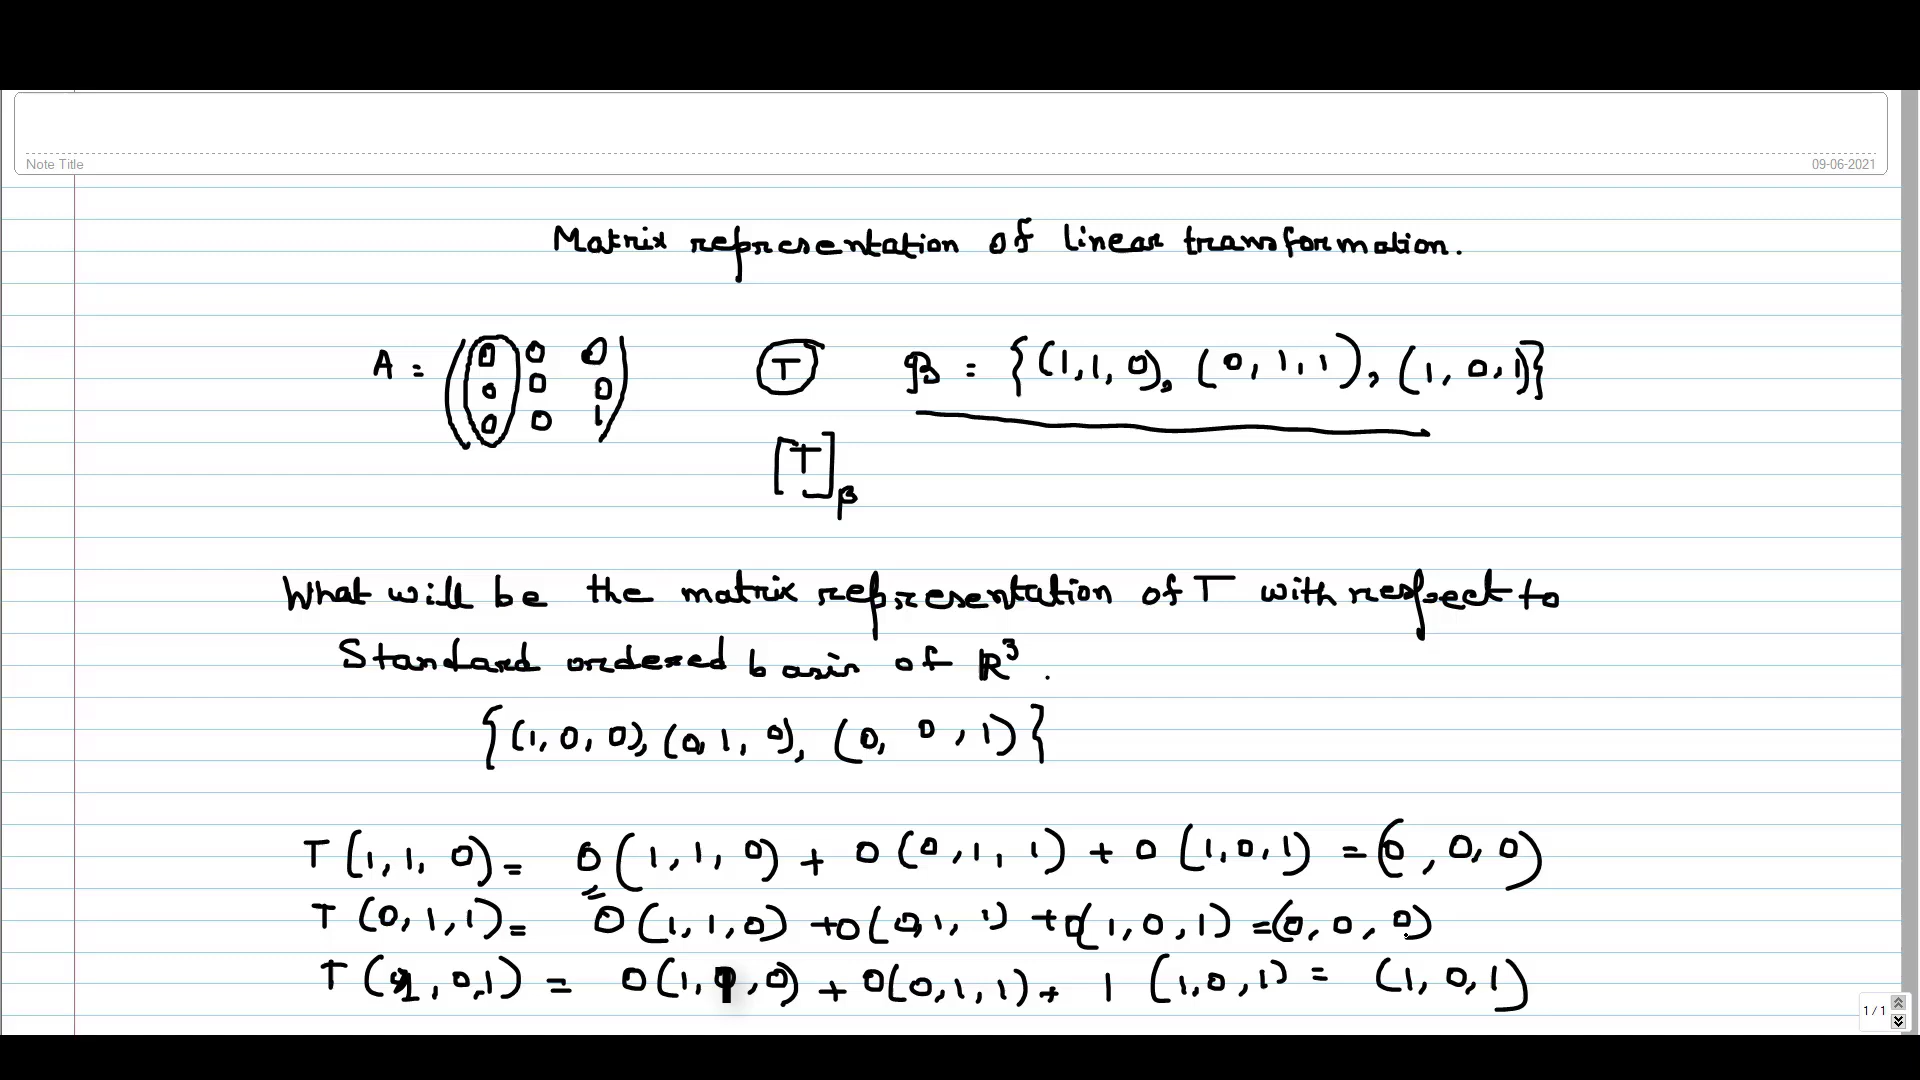 Note Title
09-06-2021
Matrix representation of linear transformation.
A = (0 0 0
0 0 0
0 0 1)
T β = {(1,1,0), (0,1,1), (1,0,1)}
[T]β
What will be the matrix representation of T with respect to
Standard ordered basis of R³.
{(1,0,0), (0,1,0), (0,0,1)}
T(1,1,0) = 0(1,1,0) + 0(0,1,1) + 0(1,0,1) = (0,0,0)
T(0,1,1) = 0(1,1,0) + 0(0,1,1) + 0(1,0,1) = (0,0,0)
T(1,0,1) = 0(1,1,0) + 0(0,1,1) + 1(1,0,1) = (1,0,1)
1/1